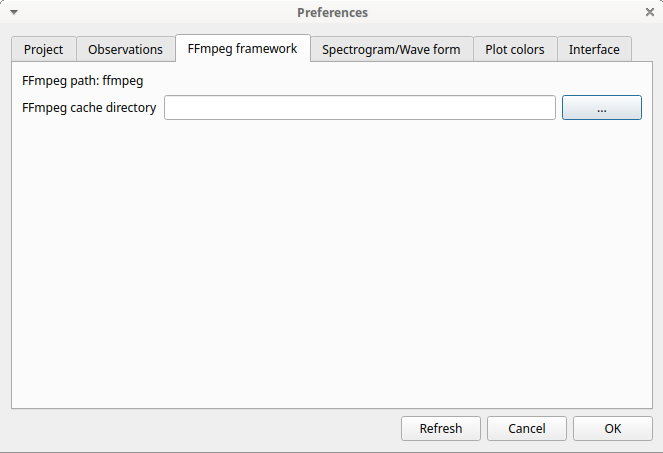 Preferences
Project Observations FFmpeg framework Spectrogram/Wave form Plot colors Interface
FFmpeg path: ffmpeg
FFmpeg cache directory ...
Refresh Cancel OK